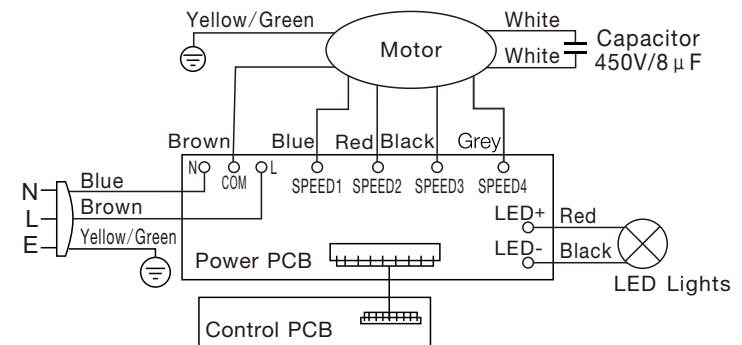 Yellow/Green
Motor
White
White
Capacitor
450V/8μF
Brown
Blue
Red
Black
Grey
N
COM
L
SPEED1
SPEED2
SPEED3
SPEED4
N
Blue
L
Brown
E
Yellow/Green
LED+
Red
LED-
Black
LED Lights
Power PCB
Control PCB